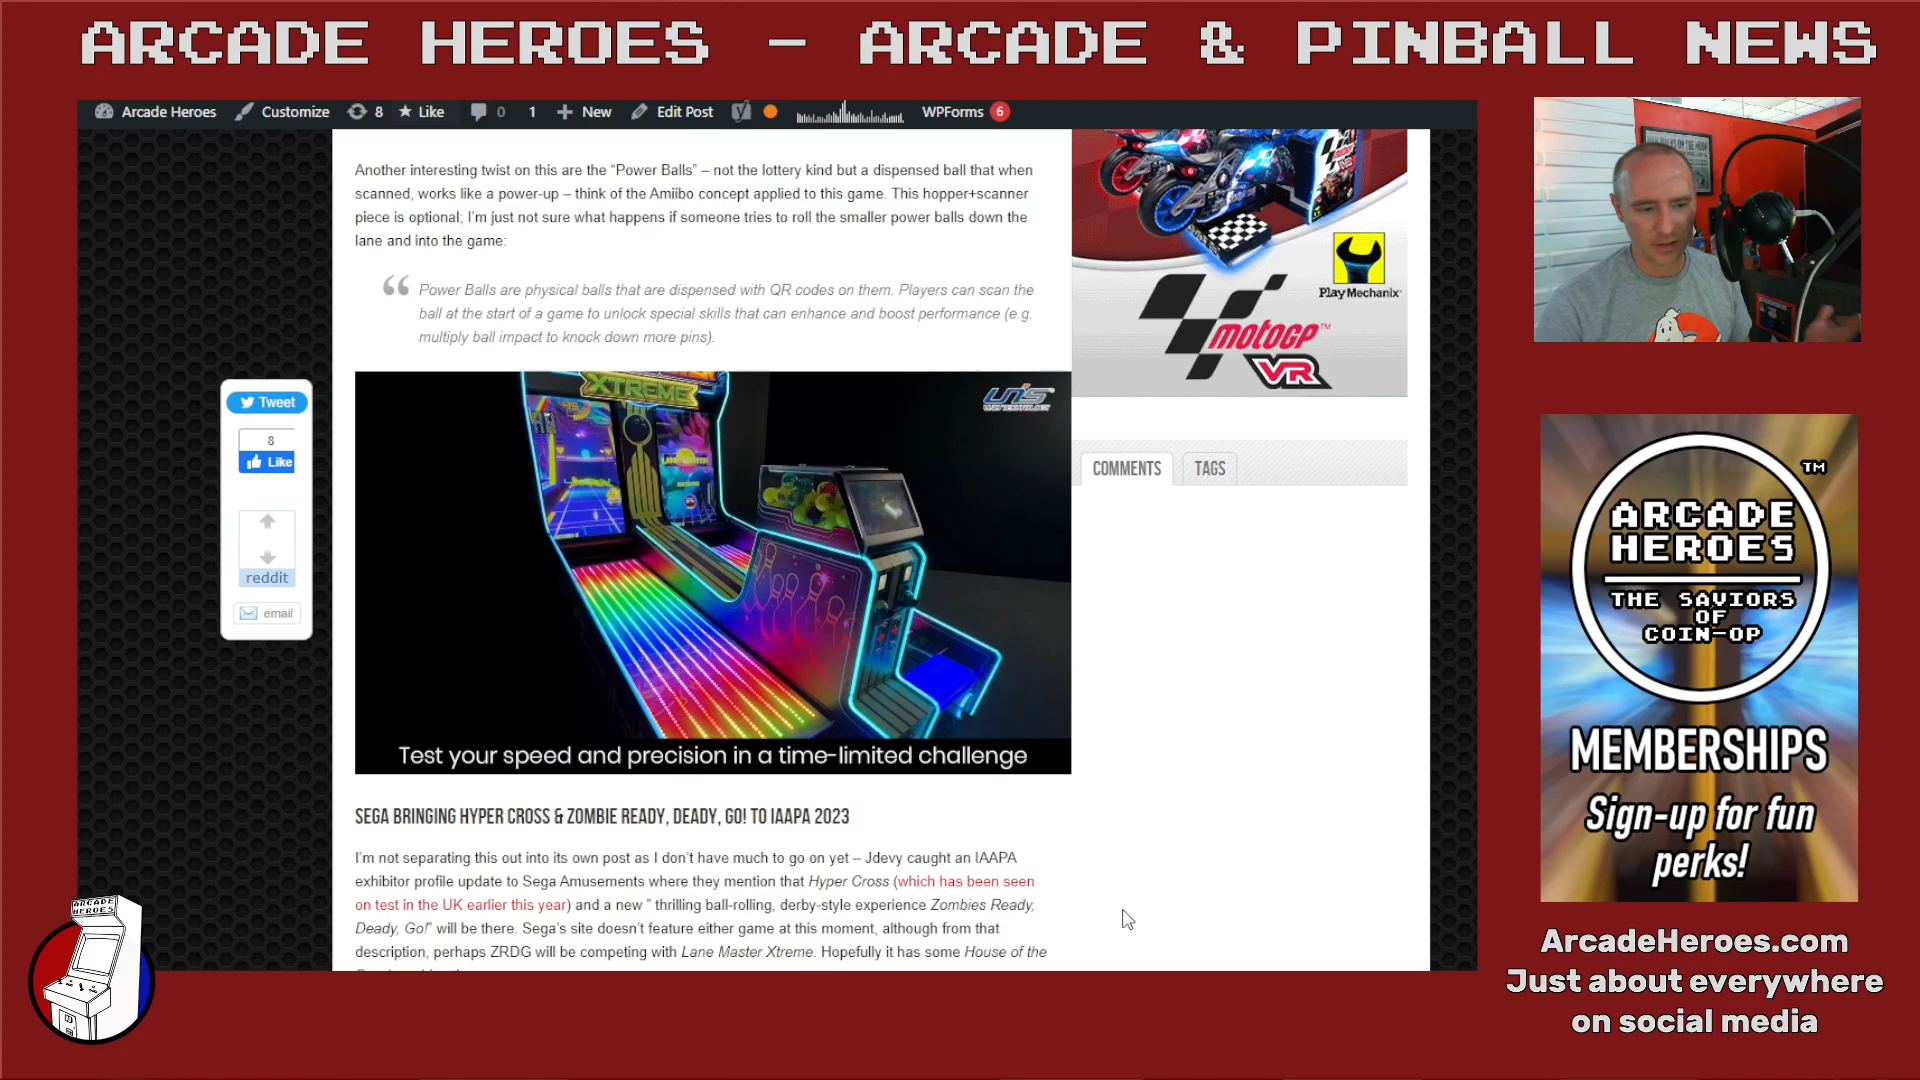 ARCADE HEROES - ARCADE & PINBALL NEWS
Arcade Heroes Customize 8 Like 0 1 New Edit Post WPForms 6
Another interesting twist on this are the “Power Balls” – not the lottery kind but a dispensed ball that when
scanned, works like a power-up – think of the Amiibo concept applied to this game. This hopper+scanner
piece is optional; I’m just not sure what happens if someone tries to roll the smaller power balls down the
lane and into the game:
“ Power Balls are physical balls that are dispensed with QR codes on them. Players can scan the
ball at the start of a game to unlock special skills that can enhance and boost performance (e.g.
multiply ball impact to knock down more pins).
XTREME
UNIS
Test your speed and precision in a time-limited challenge
SEGA BRINGING HYPER CROSS & ZOMBIE READY, DEADY, GO! TO IAAPA 2023
I’m not separating this out into its own post as I don’t have much to go on yet – Jdevy caught an IAAPA
exhibitor profile update to Sega Amusements where they mention that Hyper Cross (which has been seen
on test in the UK earlier this year) and a new ” thrilling ball-rolling, derby-style experience Zombies Ready,
Deady, Go!” will be there. Sega’s site doesn’t feature either game at this moment, although from that
description, perhaps ZRDG will be competing with Lane Master Xtreme. Hopefully it has some House of the
Tweet
8
Like
reddit
email
PlayMechanix
motoGP™
VR
COMMENTS TAGS
ARCADE
HEROES
TM
ARCADE
HEROES
THE SAVIORS
OF
COIN-OP
MEMBERSHIPS
Sign-up for fun
perks!
ArcadeHeroes.com
Just about everywhere
on social media